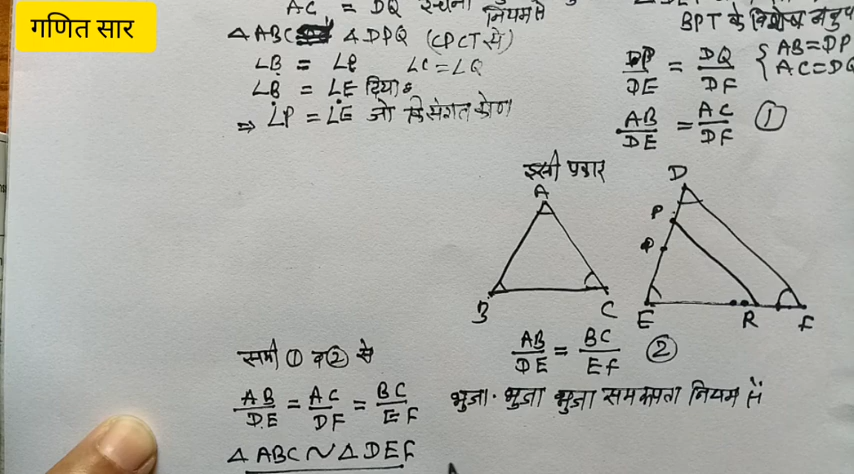 गणित सार
AC = DQ रचना नियम से
△ABC △DPQ (CPCT से)
∠B = ∠P ∠C = ∠Q
∠B = ∠E दिया है
⇒ ∠P = ∠E जो कि संगत कोण
BPT के
DP/DE = DQ/DF { AB = DP
AC = DQ
AB/DE = AC/DF ①
इसी प्रकार
A
B C
D
P
Q
E R F
AB/DE = BC/EF ②
समी ① व ② से
AB/DE = AC/DF = BC/EF भुजा. भुजा भुजा समरूपता नियम से
△ABC ~ △DEF